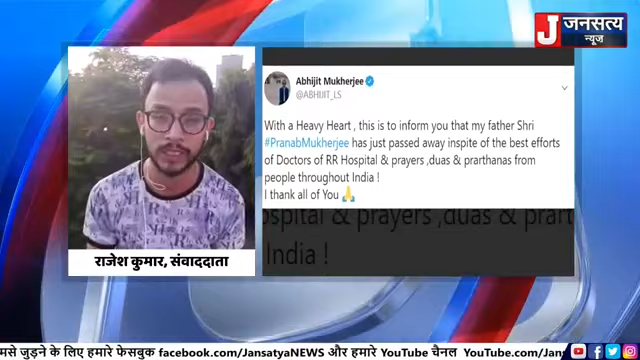 J जनसत्य
न्यूज
Abhijit Mukherjee
@ABHIJIT_LS
With a Heavy Heart , this is to inform you that my father Shri
#PranabMukherjee has just passed away inspite of the best efforts
of Doctors of RR Hospital & prayers ,duas & prarthanas from
people throughout India !
I thank all of You 🙏
ospital & prayers ,duas & prart
India !
राजेश कुमार, संवाददाता
मसे जुड़ने के लिए हमारे फेसबुक facebook.com/JansatyaNEWS और हमारे YouTube चैनल YouTube.com/Jan